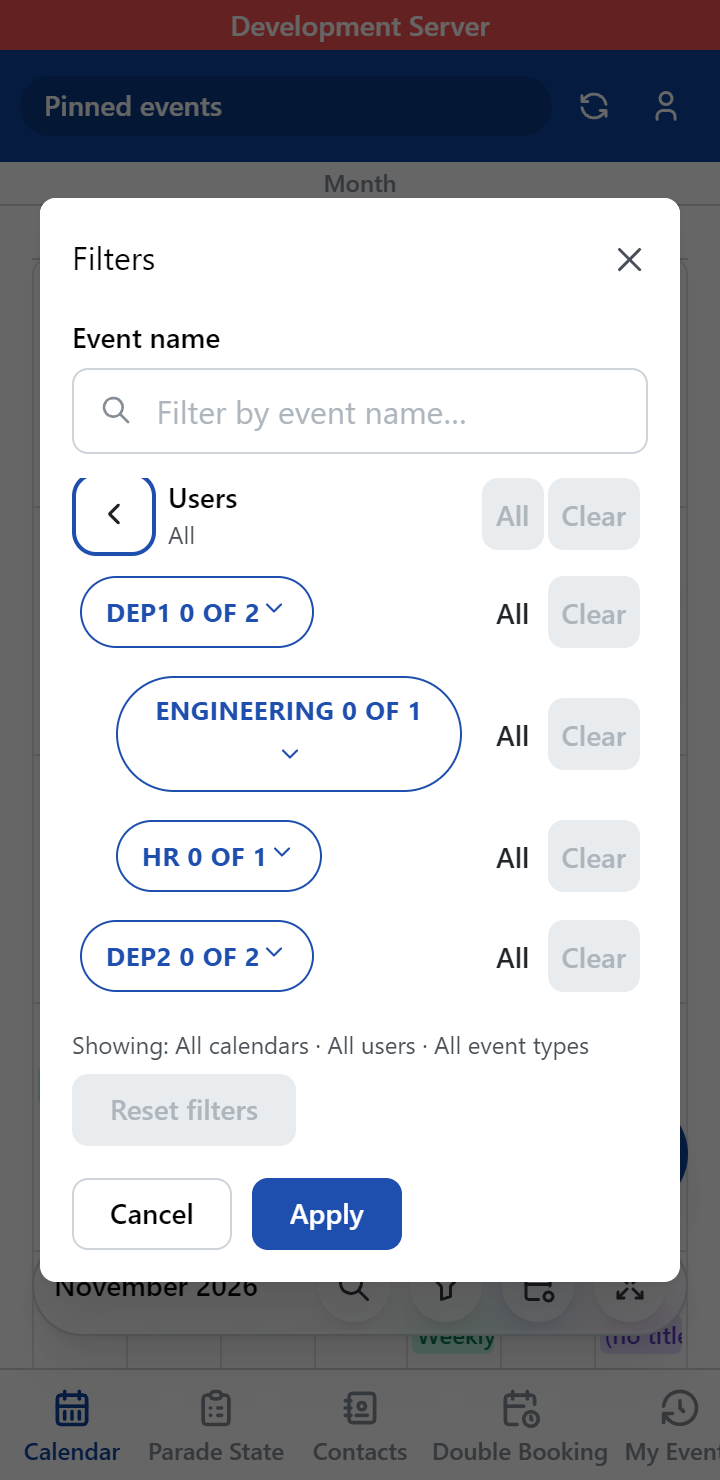 Development Server
Pinned events
Month
Filters
Event name
Filter by event name...
Users
All
All Clear
DEP1 0 OF 2
All Clear
ENGINEERING 0 OF 1
All Clear
HR 0 OF 1
All Clear
DEP2 0 OF 2
All Clear
Showing: All calendars · All users · All event types
Reset filters
Cancel Apply
November 2026
Weekly (no title
Calendar Parade State Contacts Double Booking My Event